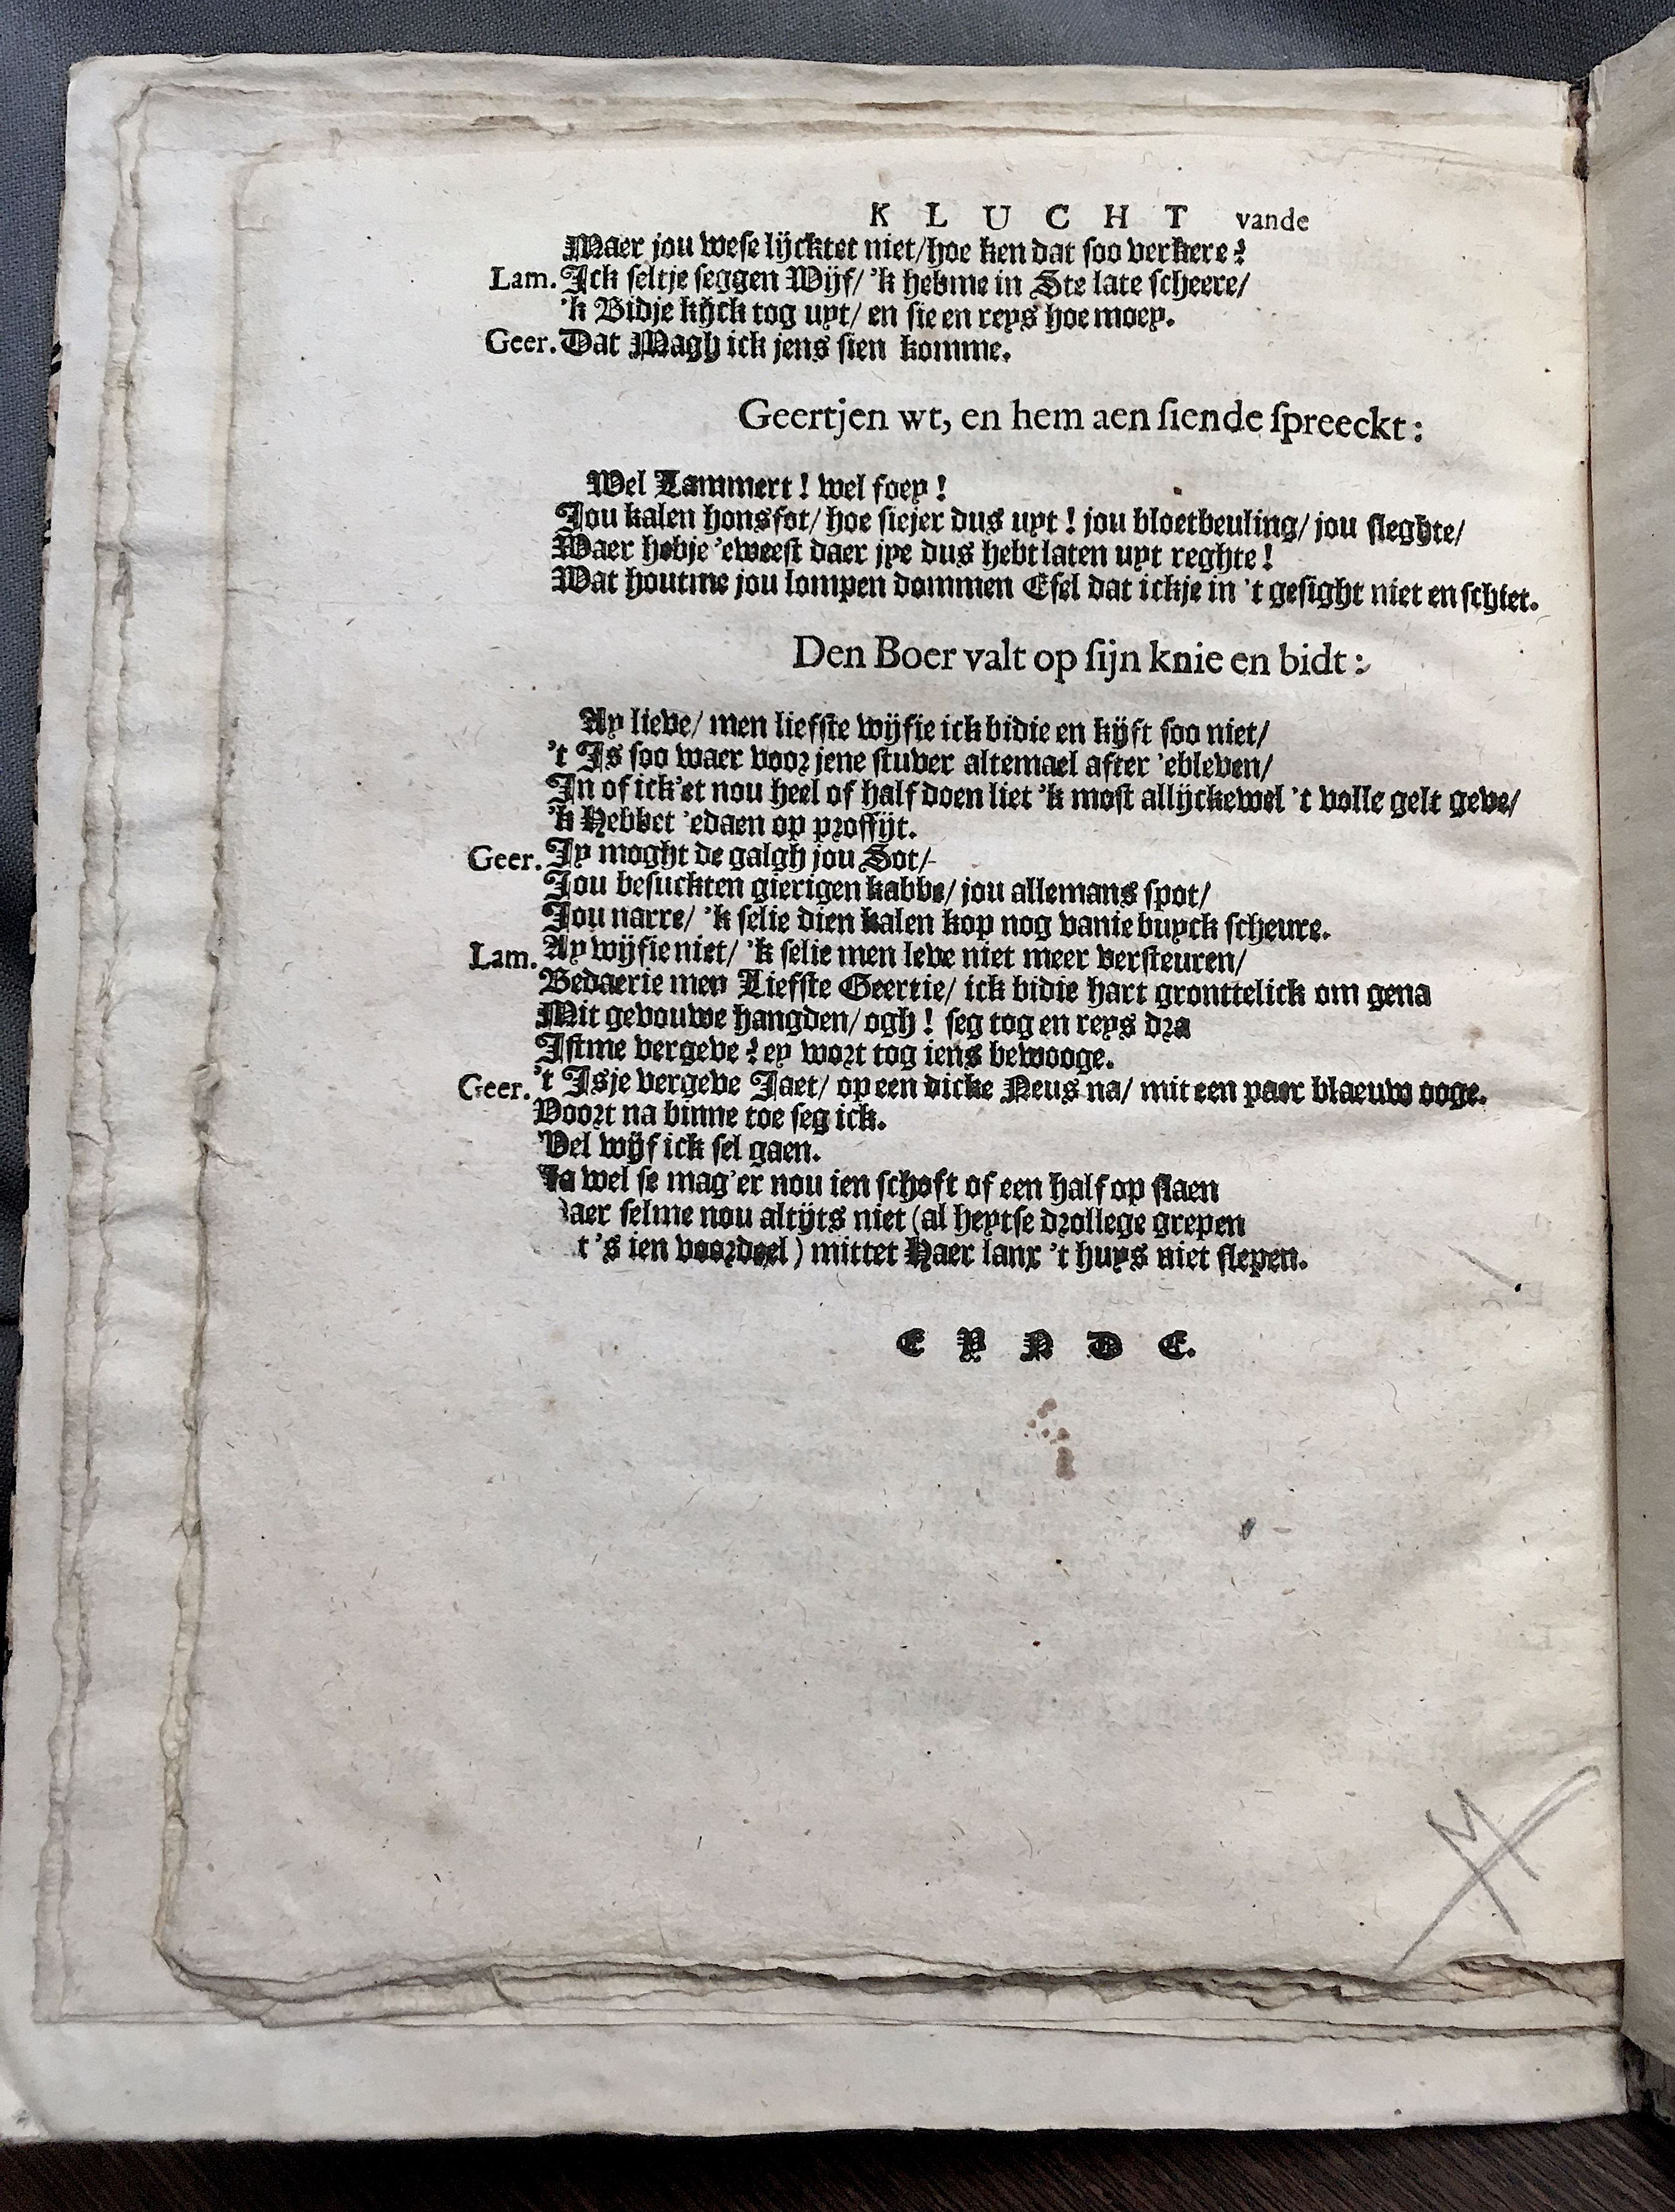 KLUCHT vande
Maer jou wese lijcktet niet/hoe ken dat soo verkere?
Lam. Ick seltje seggen Wijf/ 'k hebme in Ste late scheere/
'k Bidje kijck tog uyt/ en sie en reys hoe moey.
Geer. Dat Magh ick jens sien komme.
Geertjen wt, en hem aen ſiende ſpreeckt:
Wel Lammert! wel foey!
Jou kalen honsfot/ hoe siejer dus uyt! jou bloetbeuling/ jou sleghte/
Waer hebje 'eweest daer jye dus hebt laten uyt reghte!
Wat houtme jou lompen dommen Esel dat ickje in 't gesight niet en schiet.
Den Boer valt op ſijn knie en bidt:
Ay lieve/ men liefste wijfie ick bidie en kijft soo niet/
't Is soo waer voor jene stuver altemael after 'ebleven/
In of ick'et nou heel of half doen liet 'k most allijckewel 't volle gelt geve/
'k Hebbet 'edaen op proffijt.
Geer. Jy moght de galgh jou Sot/
Jou besuckten gierigen kabbe/ jou allemans spot/
Jou narre/ 'k selie dien kalen kop nog vanie buyck scheure.
Lam. Ay wijfie niet/ 'k selie men leve niet meer versteuren/
Bedaerie men Liefste Geertie/ ick bidie hart gronttelick om gena
Mit gevouwe hangden/ ogh! seg tog en reys dra
Istme vergeve? ey wort tog iens bewooge.
Geer. 't Isje vergeve Jaet/ op een dicke Neus na/ mit een paer blaeuw ooge.
Voort na binne toe seg ick.
Wel wijf ick sel gaen.
Ja wel se mag'er nou ien schoft of een half op slaen
aer selme nou altijts niet (al heytse drollege grepen
t's ien voordeel) mittet Haer lanx 't huys niet slepen.
EYNDE.